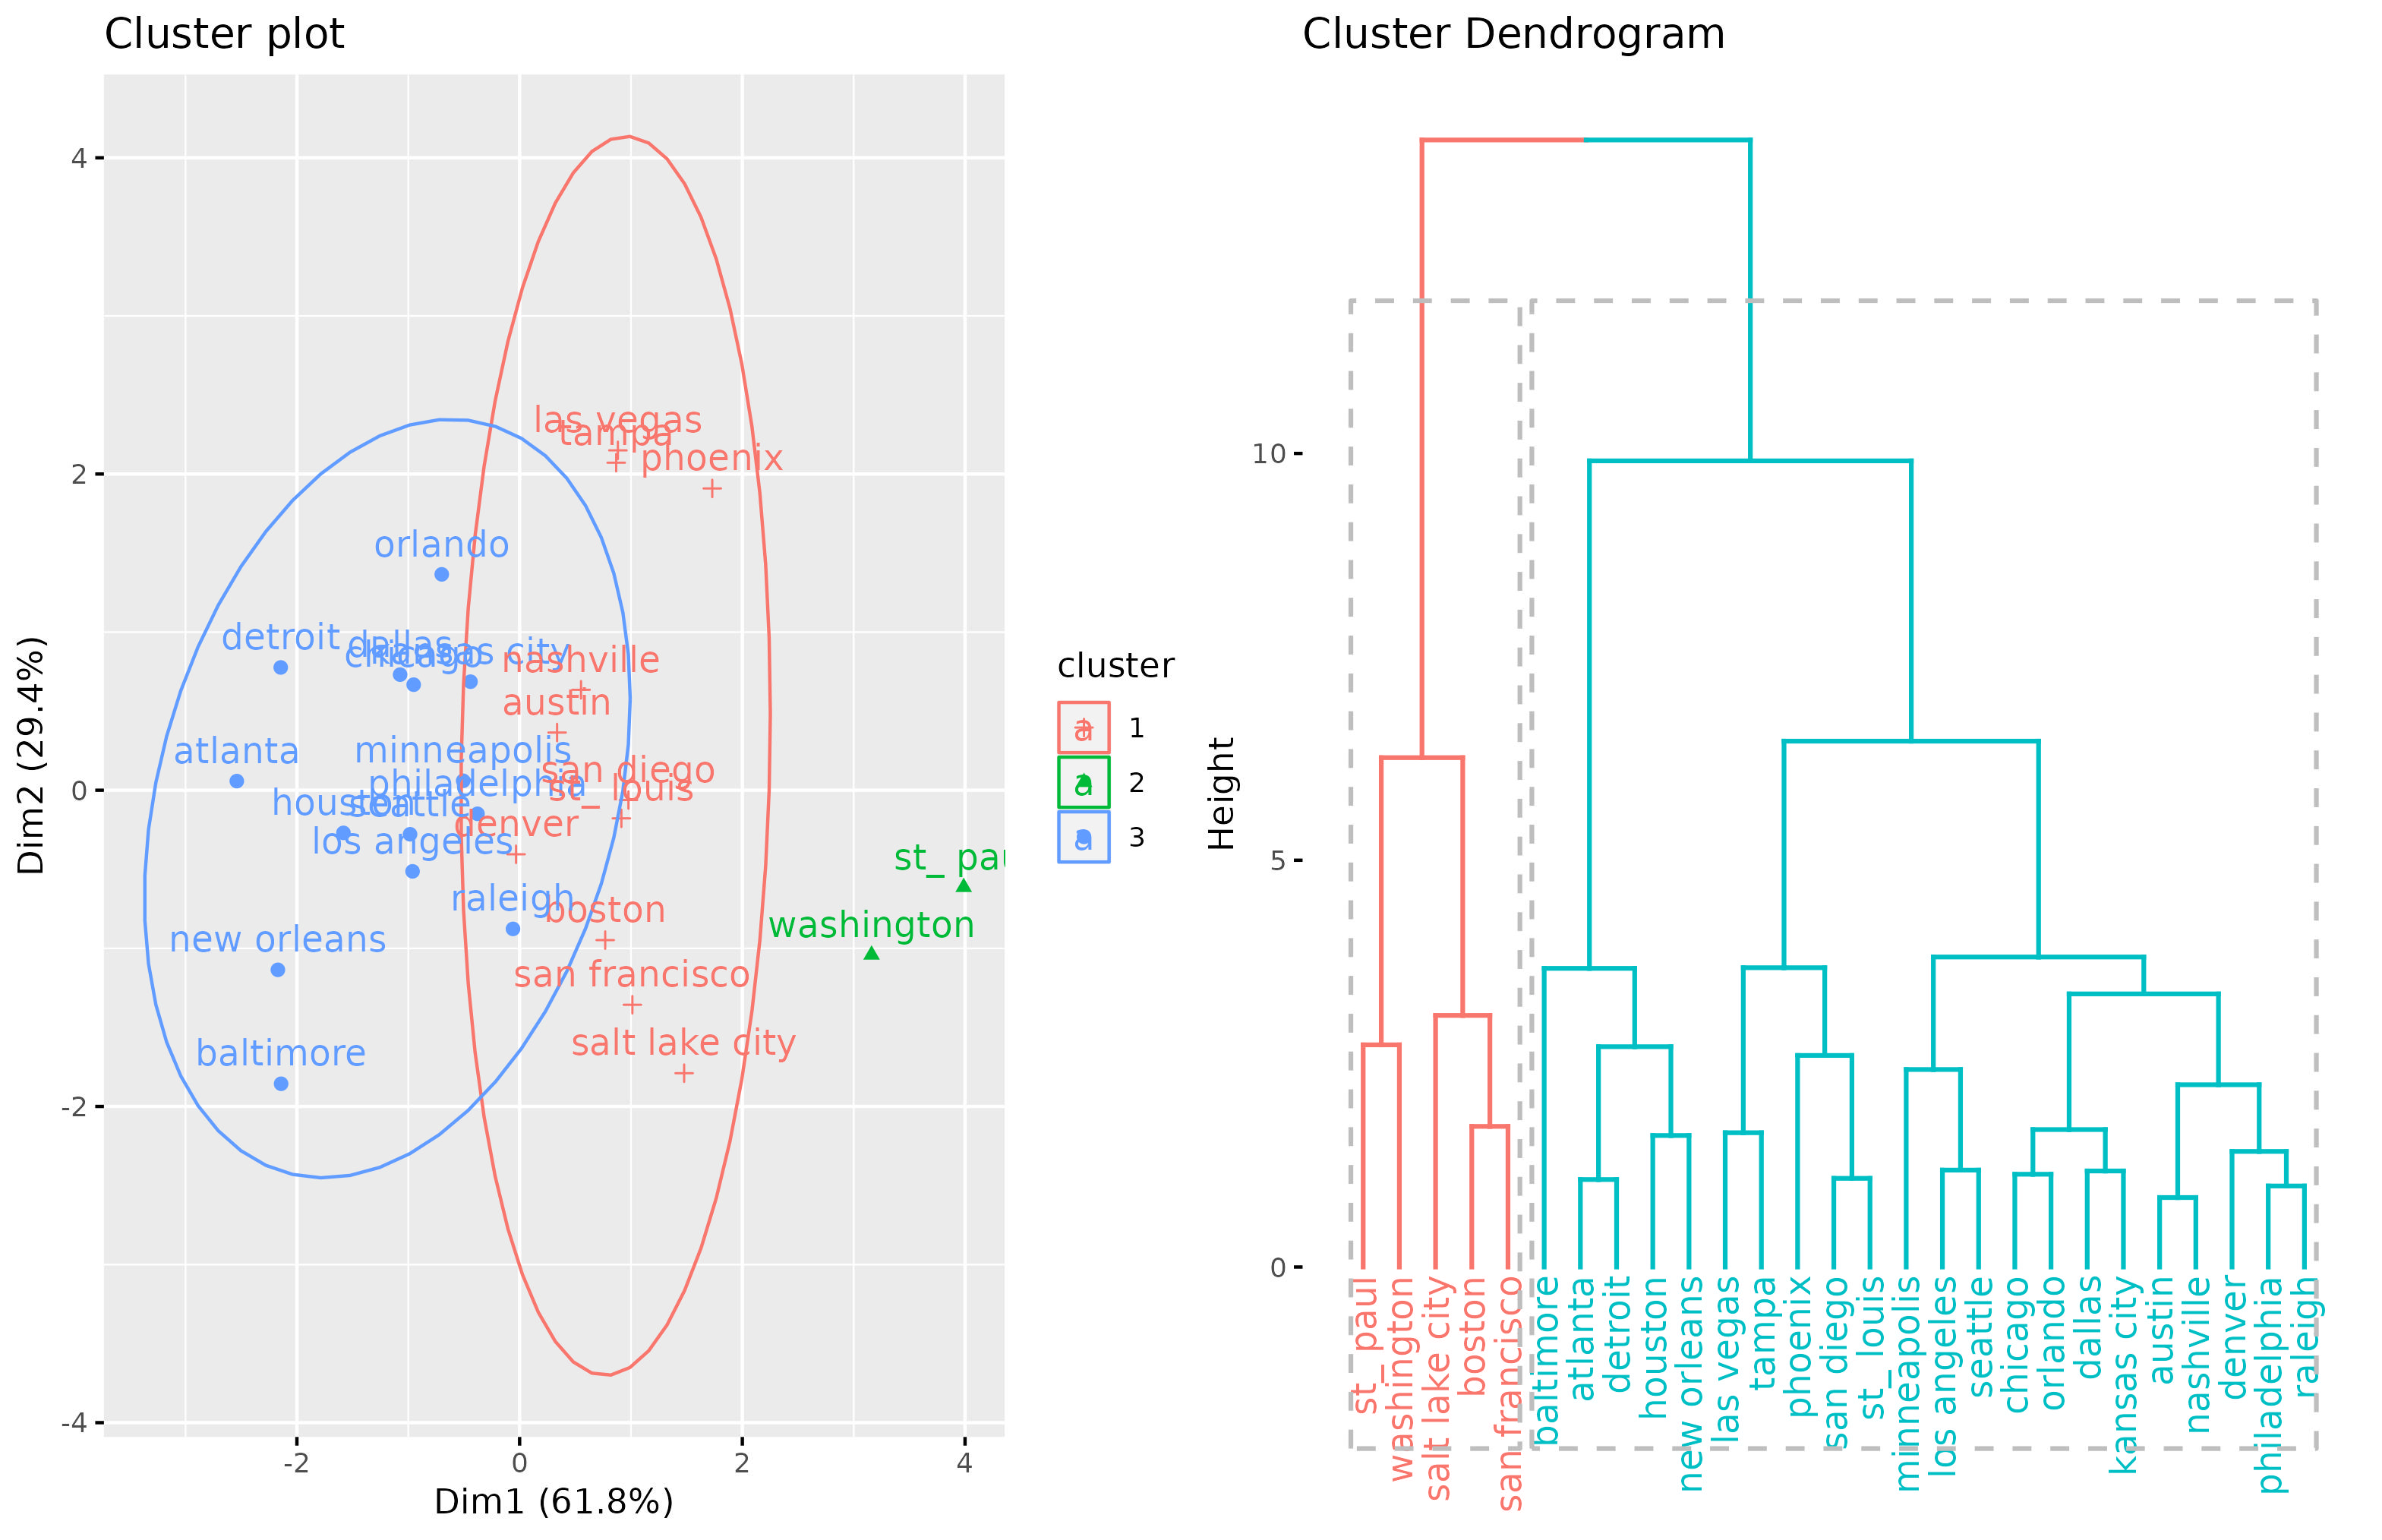 Cluster plot
4
2
0
-2
-4
Dim2 (29.4%)
las vegas
tampa
phoenix
orlando
detroit
dallas
chicago
kansas city
nashville
austin
atlanta
minneapolis
san diego
philadelphia
st_ louis
houston
seattle
denver
los angeles
st_ pau
raleigh
boston
washington
new orleans
san francisco
salt lake city
baltimore
-2
0
2
4
Dim1 (61.8%)
cluster
a 1
a 2
a 3
Cluster Dendrogram
Height
10
5
0
st_ paul
washington
salt lake city
boston
san francisco
baltimore
atlanta
detroit
houston
new orleans
las vegas
tampa
phoenix
san diego
st_ louis
minneapolis
los angeles
seattle
chicago
orlando
dallas
kansas city
austin
nashville
denver
philadelphia
raleigh